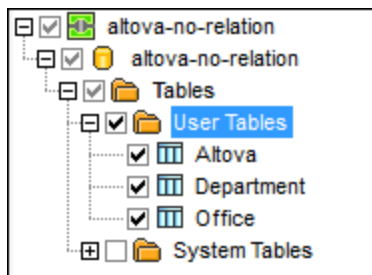 altova-no-relation
altova-no-relation
Tables
User Tables
Altova
Department
Office
System Tables